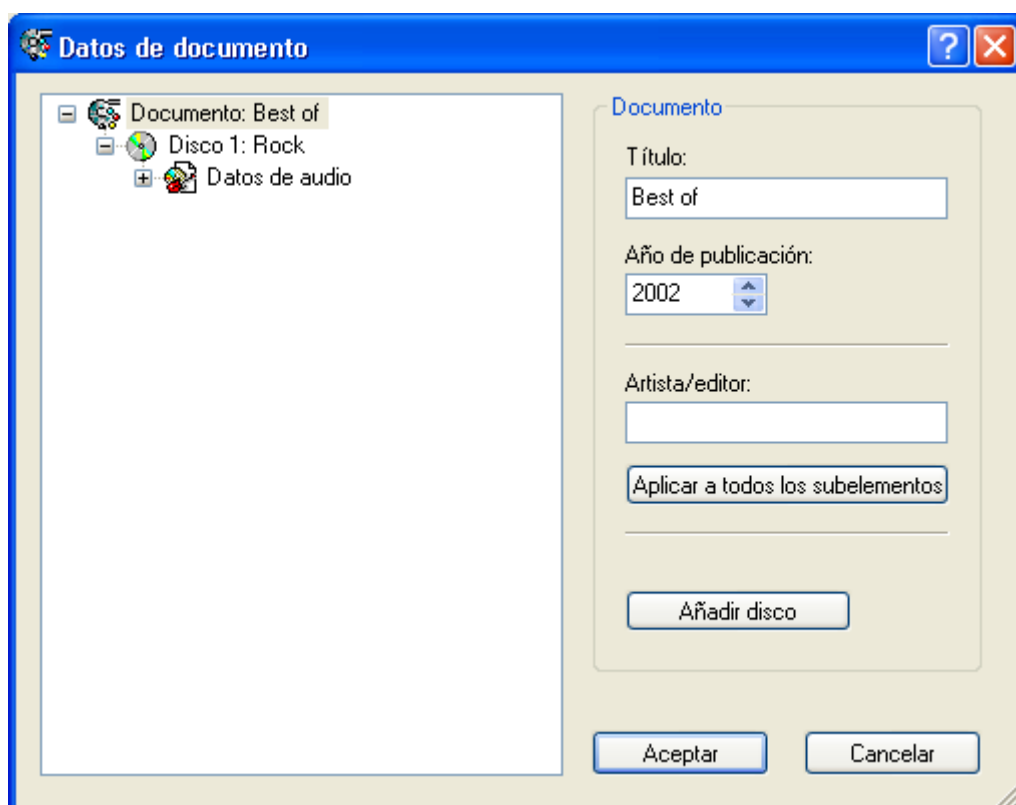 Datos de documento
Documento: Best of
Disco 1: Rock
Datos de audio
Documento
Título:
Best of
Año de publicación:
2002
Artista/editor:
Aplicar a todos los subelementos
Añadir disco
Aceptar
Cancelar